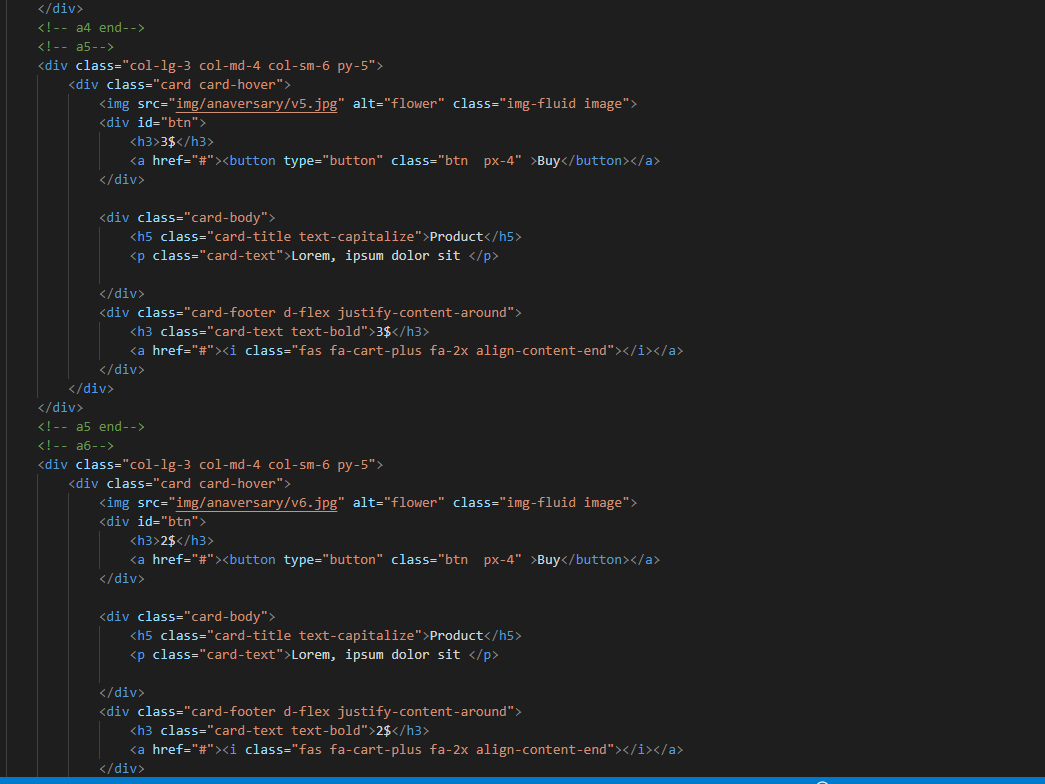 </div>
<!-- a4 end-->
<!-- a5-->
<div class="col-lg-3 col-md-4 col-sm-6 py-5">
<div class="card card-hover">
<img src="img/anaversary/v5.jpg" alt="flower" class="img-fluid image">
<div id="btn">
<h3>3$</h3>
<a href="#"><button type="button" class="btn  px-4" >Buy</button></a>
</div>
<div class="card-body">
<h5 class="card-title text-capitalize">Product</h5>
<p class="card-text">Lorem, ipsum dolor sit </p>
</div>
<div class="card-footer d-flex justify-content-around">
<h3 class="card-text text-bold">3$</h3>
<a href="#"><i class="fas fa-cart-plus fa-2x align-content-end"></i></a>
</div>
</div>
</div>
<!-- a5 end-->
<!-- a6-->
<div class="col-lg-3 col-md-4 col-sm-6 py-5">
<div class="card card-hover">
<img src="img/anaversary/v6.jpg" alt="flower" class="img-fluid image">
<div id="btn">
<h3>2$</h3>
<a href="#"><button type="button" class="btn  px-4" >Buy</button></a>
</div>
<div class="card-body">
<h5 class="card-title text-capitalize">Product</h5>
<p class="card-text">Lorem, ipsum dolor sit </p>
</div>
<div class="card-footer d-flex justify-content-around">
<h3 class="card-text text-bold">2$</h3>
<a href="#"><i class="fas fa-cart-plus fa-2x align-content-end"></i></a>
</div>